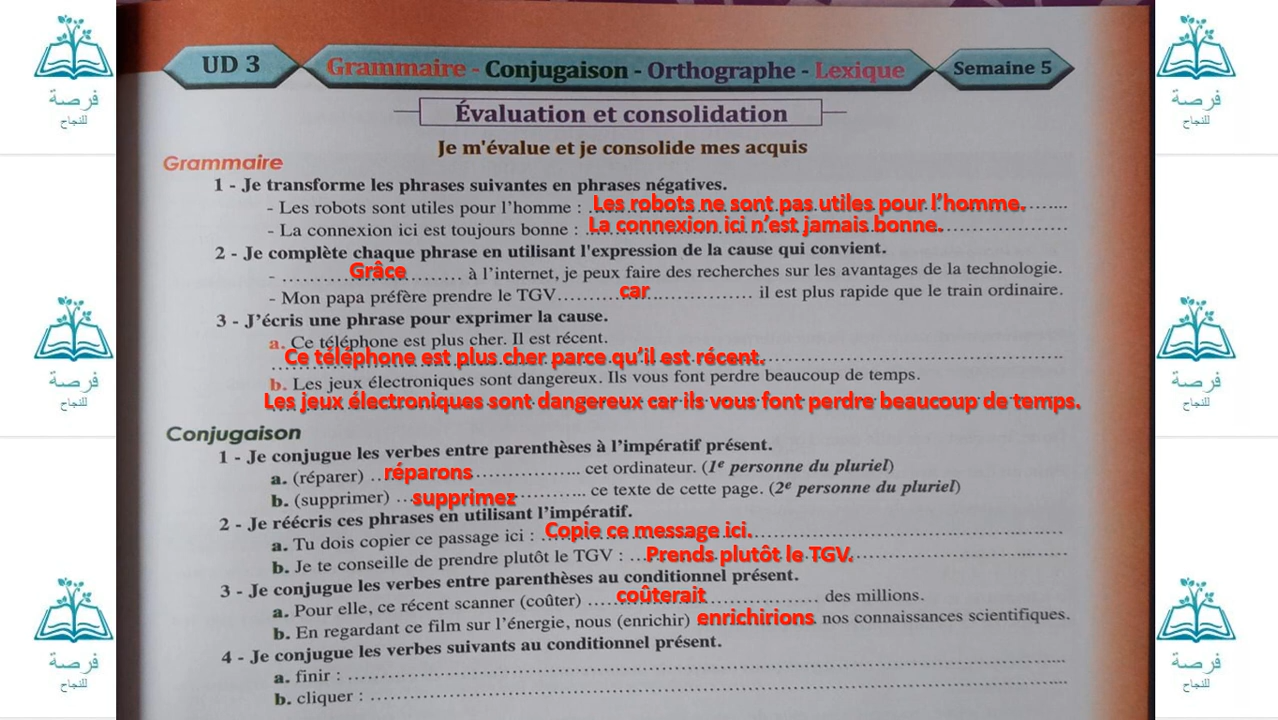 UD 3
Grammaire - Conjugaison - Orthographe - Lexique
Semaine 5
Évaluation et consolidation
Je m'évalue et je consolide mes acquis
Grammaire
1 - Je transforme les phrases suivantes en phrases négatives.
- Les robots sont utiles pour l'homme : Les robots ne sont pas utiles pour l'homme.
- La connexion ici est toujours bonne : La connexion ici n'est jamais bonne.
2 - Je complète chaque phrase en utilisant l'expression de la cause qui convient.
- Grâce à l'internet, je peux faire des recherches sur les avantages de la technologie.
- Mon papa préfère prendre le TGV car il est plus rapide que le train ordinaire.
3 - J'écris une phrase pour exprimer la cause.
a. Ce téléphone est plus cher. Il est récent.
Ce téléphone est plus cher parce qu'il est récent.
b. Les jeux électroniques sont dangereux. Ils vous font perdre beaucoup de temps.
Les jeux électroniques sont dangereux car ils vous font perdre beaucoup de temps.
Conjugaison
1 - Je conjugue les verbes entre parenthèses à l'impératif présent.
a. (réparer) réparons cet ordinateur. (1e personne du pluriel)
b. (supprimer) supprimez ce texte de cette page. (2e personne du pluriel)
2 - Je réécris ces phrases en utilisant l'impératif.
a. Tu dois copier ce passage ici : Copie ce message ici.
b. Je te conseille de prendre plutôt le TGV : Prends plutôt le TGV.
3 - Je conjugue les verbes entre parenthèses au conditionnel présent.
a. Pour elle, ce récent scanner (coûter) coûterait des millions.
b. En regardant ce film sur l'énergie, nous (enrichir) enrichirions nos connaissances scientifiques.
4 - Je conjugue les verbes suivants au conditionnel présent.
a. finir :
b. cliquer :
فرصة
للنجاح
فرصة
للنجاح
فرصة
للنجاح
فرصة
للنجاح
فرصة
للنجاح
فرصة
للنجاح